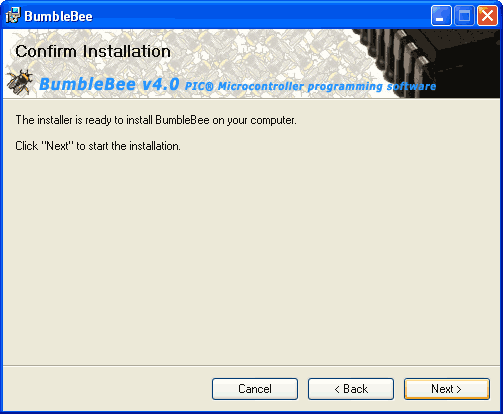 BumbleBee
Confirm Installation
BumbleBee v4.0 PIC® Microcontroller programming software
The installer is ready to install BumbleBee on your computer.
Click "Next" to start the installation.
Cancel
< Back
Next >